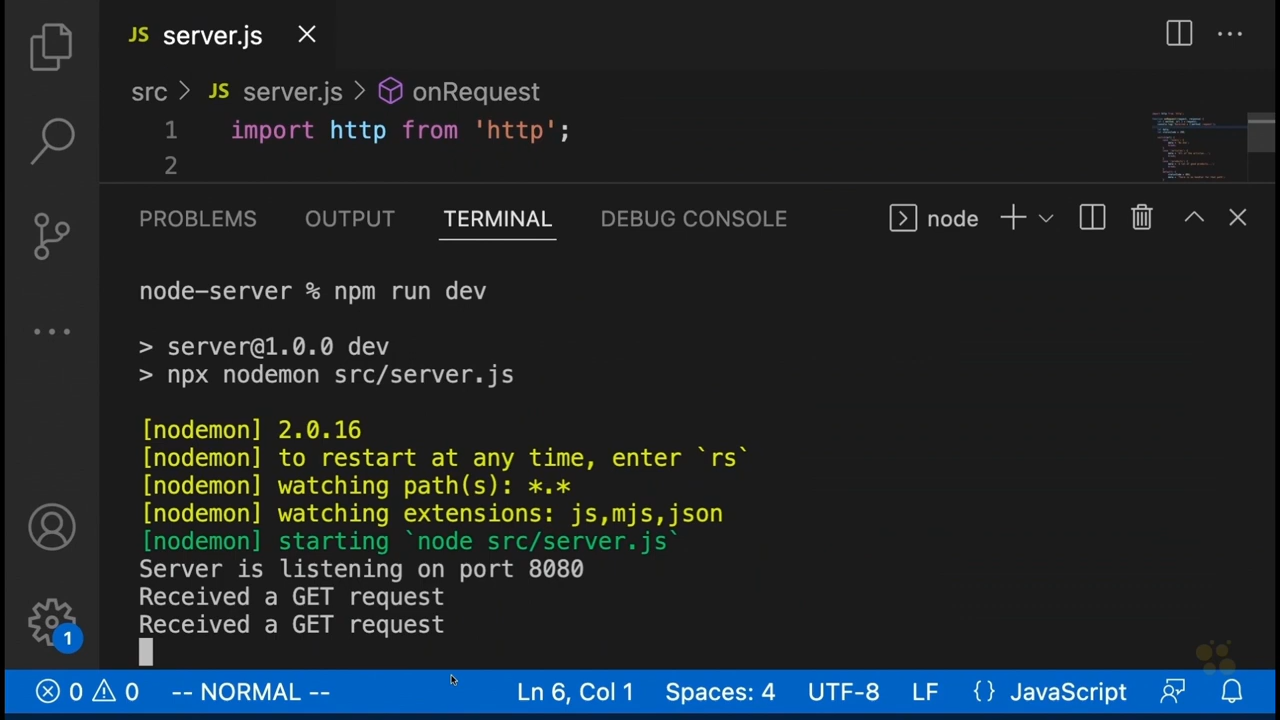 JS server.js
src > JS server.js > onRequest
1 import http from 'http';
2
PROBLEMS OUTPUT TERMINAL DEBUG CONSOLE node
node-server % npm run dev
> server@1.0.0 dev
> npx nodemon src/server.js
[nodemon] 2.0.16
[nodemon] to restart at any time, enter `rs`
[nodemon] watching path(s): *.*
[nodemon] watching extensions: js,mjs,json
[nodemon] starting `node src/server.js`
Server is listening on port 8080
Received a GET request
Received a GET request
1
0 0 -- NORMAL -- Ln 6, Col 1 Spaces: 4 UTF-8 LF {} JavaScript